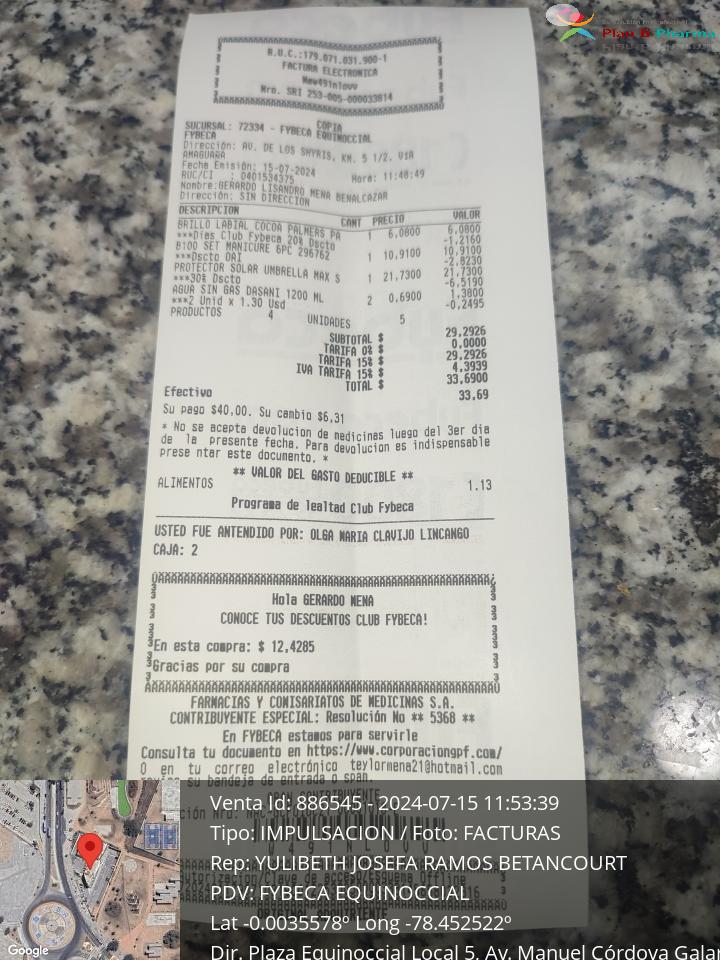 Plan B Pharma
R.U.C.:179.071.031.900-1
FACTURA ELECTRONICA
Nro. SRI 253-005-000033814
COPIA
SUCURSAL: 72334 - FYBECA EQUINOCCIAL
FYBECA
Dirección: AV. DE LOS SHYRIS, KM. 5 1/2. VIA
AMAGUAÑA
Fecha Emisión: 15-07-2024 Hora: 11:48:49
RUC/CI : 0401534375
Nombre:GERARDO LISANDRO MENA BENALCAZAR
Dirección: SIN DIRECCION
DESCRIPCION CANT PRECIO VALOR
BRILLO LABIAL COCOA PALMERS PA 1 6,0800 6,0800
***Dias Club Fybeca 20% Dscto -1,2160
B100 SET MANICURE 6PC 296762 1 10,9100 10,9100
***Dscto OAI -2,8230
PROTECTOR SOLAR UMBRELLA MAX S 1 21,7300 21,7300
***30% Dscto -6,5190
AGUA SIN GAS DASANI 1200 ML 2 0,6900 1,3800
***2 Unid x 1.30 Usd -0,2495
PRODUCTOS 4 UNIDADES 5
SUBTOTAL $ 29,2926
TARIFA 0% $ 0,0000
TARIFA 15% $ 29,2926
IVA TARIFA 15% $ 4,3939
TOTAL $ 33,6900
Efectivo 33,69
Su pago $40,00. Su cambio $6,31
* No se acepta devolucion de medicinas luego del 3er dia
de la presente fecha. Para devolucion es indispensable
prese ntar este documento. *
** VALOR DEL GASTO DEDUCIBLE **
ALIMENTOS 1.13
Programa de lealtad Club Fybeca
USTED FUE ANTENDIDO POR: OLGA MARIA CLAVIJO LINCANGO
CAJA: 2
Hola GERARDO MENA
CONOCE TUS DESCUENTOS CLUB FYBECA!
En esta compra: $ 12,4285
Gracias por su compra
FARMACIAS Y COMISARIATOS DE MEDICINAS S.A.
CONTRIBUYENTE ESPECIAL: Resolución No ** 5368 **
En FYBECA estamos para servirle
Consulta tu documento en https://www.corporaciongpf.com/
O en tu correo electrónico teylormena21@hotmail.com
su bandeja de entrada o span.
Venta Id: 886545 - 2024-07-15 11:53:39
Tipo: IMPULSACION / Foto: FACTURAS
Rep: YULIBETH JOSEFA RAMOS BETANCOURT
PDV: FYBECA EQUINOCCIAL
Lat -0.0035578º Long -78.452522º
Dir. Plaza Equinoccial Local 5, Av. Manuel Córdova Galar
Google